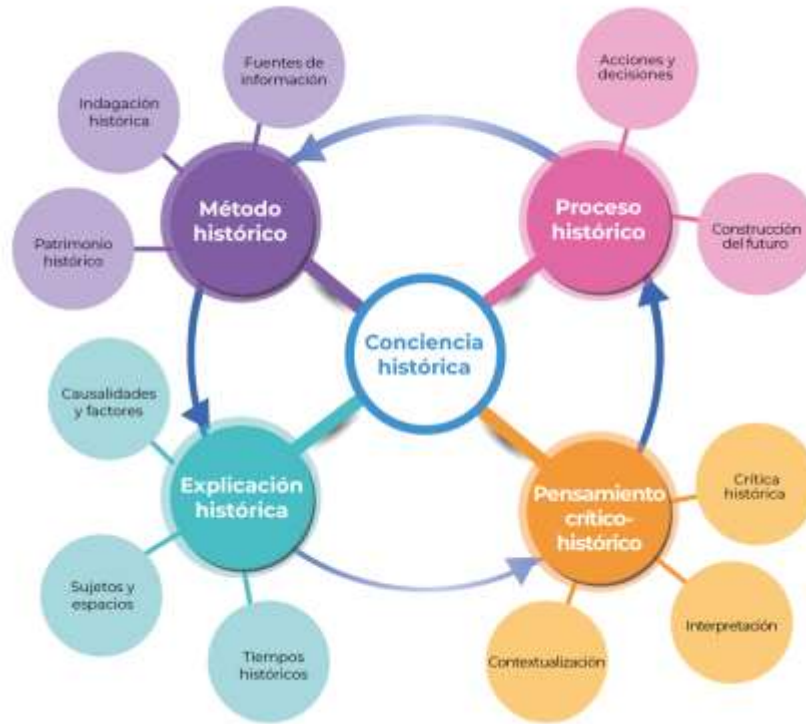 Fuentes de
información
Indagación
histórica
Patrimonio
histórico
Método
histórico
Acciones y
decisiones
Construcción
del futuro
Proceso
histórico
Conciencia
histórica
Causalidades
y factores
Sujetos y
espacios
Tiempos
históricos
Explicación
histórica
Pensamiento
crítico-
histórico
Crítica
histórica
Interpretación
Contextualización